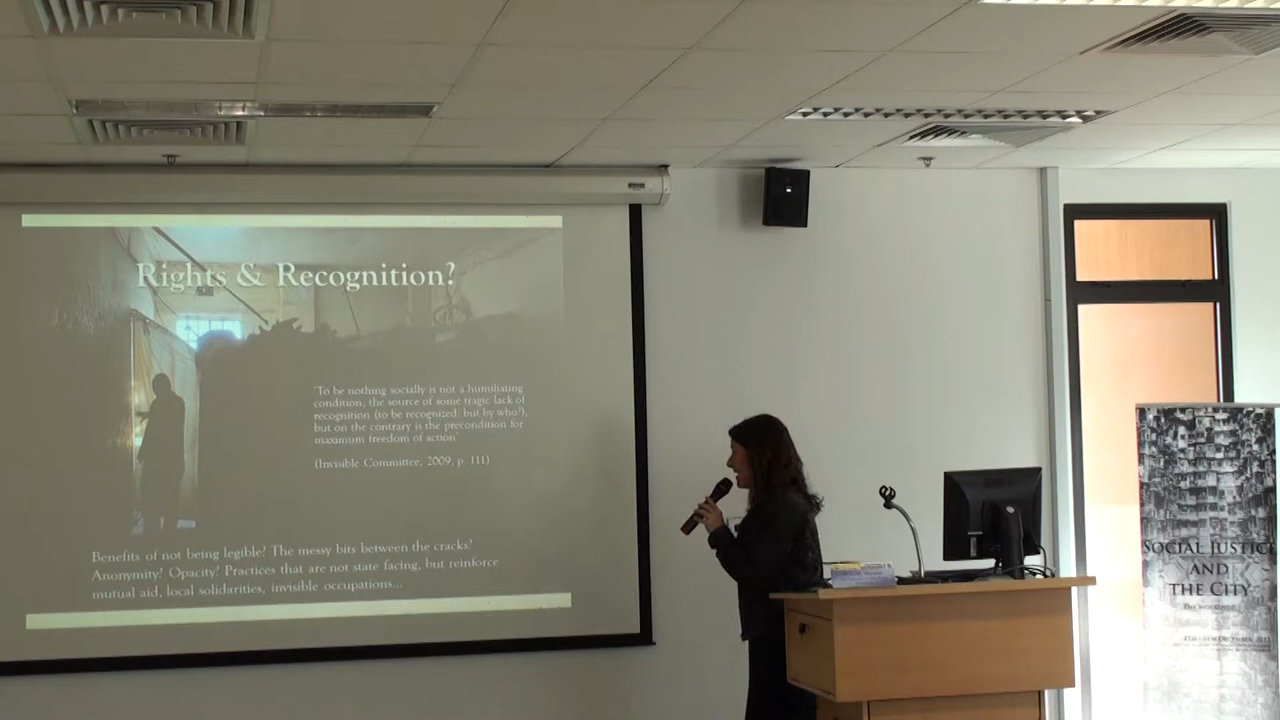 Rights & Recognition?
'To be nothing socially is not a humiliating
condition, the source of some tragic lack of
recognition (to be recognized: but by who?),
but on the contrary is the precondition for
maximum freedom of action'
(Invisible Committee, 2009, p. 111)
Benefits of not being legible? The messy bits between the cracks?
Anonymity? Opacity? Practices that are not state facing, but reinforce
mutual aid, local solidarities, invisible occupations...
SOCIAL JUSTICE
AND
THE CITY